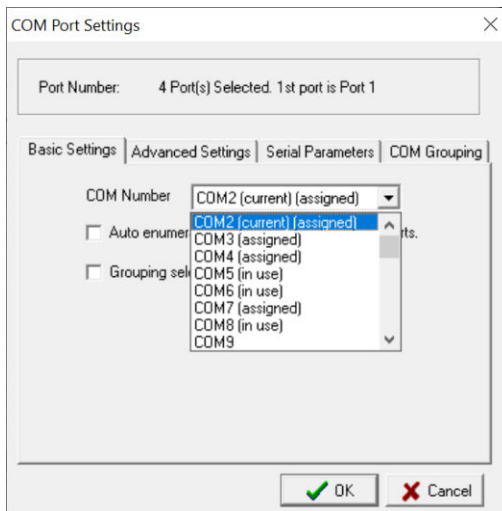 COM Port Settings
Port Number: 4 Port(s) Selected. 1st port is Port 1
Basic Settings Advanced Settings Serial Parameters COM Grouping
COM Number COM2 (current) (assigned)
COM2 (current) (assigned)
Auto enumer
COM3 (assigned)
rts.
COM4 (assigned)
COM5 (in use)
Grouping sel
COM6 (in use)
COM7 (assigned)
COM8 (in use)
COM9
OK Cancel